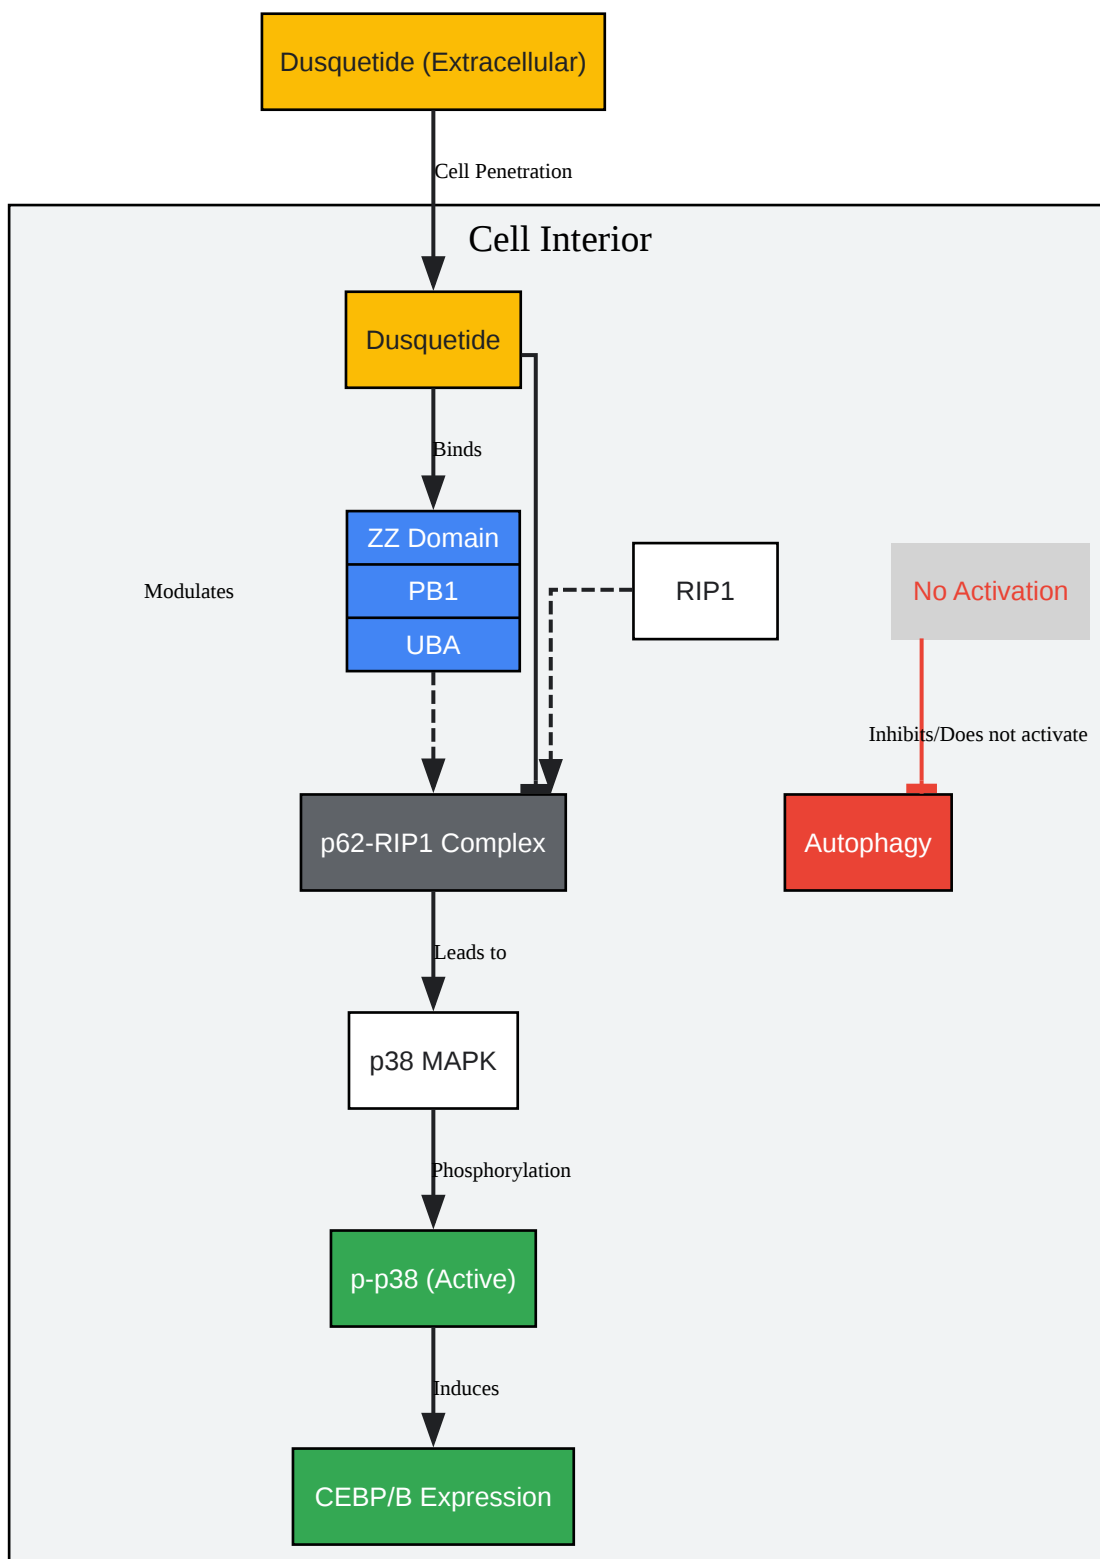 Dusquetide (Extracellular)
Cell Penetration
Cell Interior
Dusquetide
Binds
ZZ Domain
PB1
UBA
Modulates
RIP1
No Activation
Inhibits/Does not activate
p62-RIP1 Complex
Autophagy
Leads to
p38 MAPK
Phosphorylation
p-p38 (Active)
Induces
CEBP/B Expression